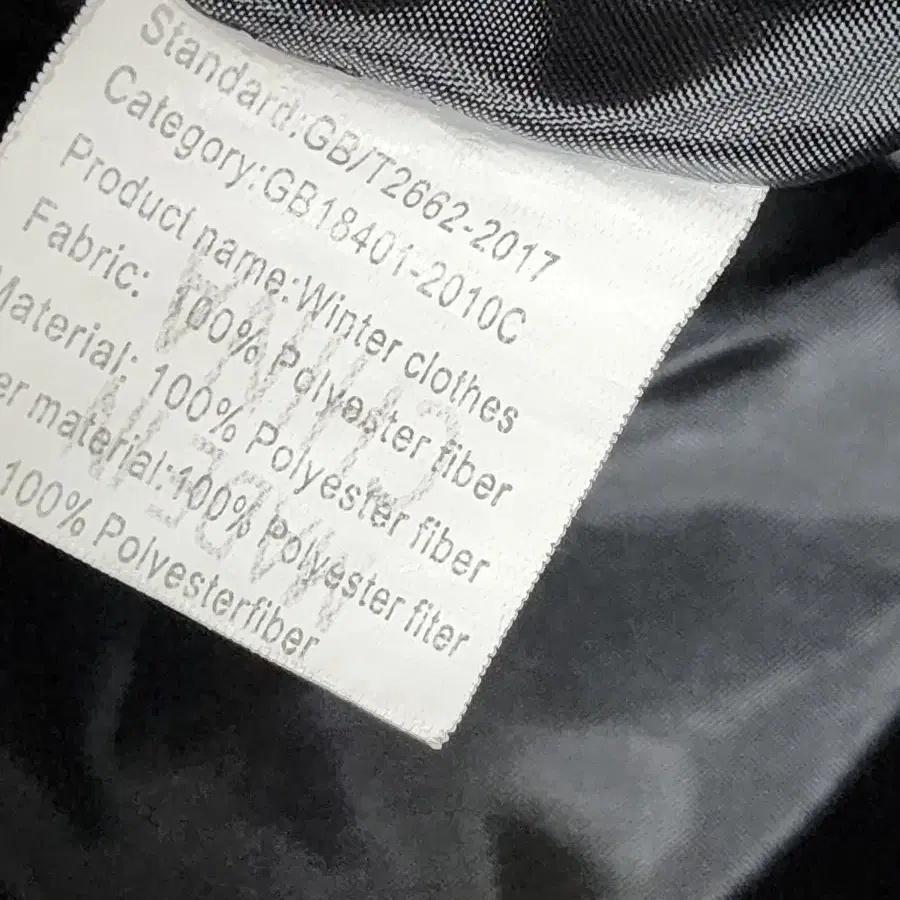 Standard:GB/T2662-2017
Category:GB18401-2010C
Product name:Winter clothes
Fabric: 100% Polyester fiber
Material: 100% Polyester fiber
er material:100% Polyester fiter
100% Polyesterfiber